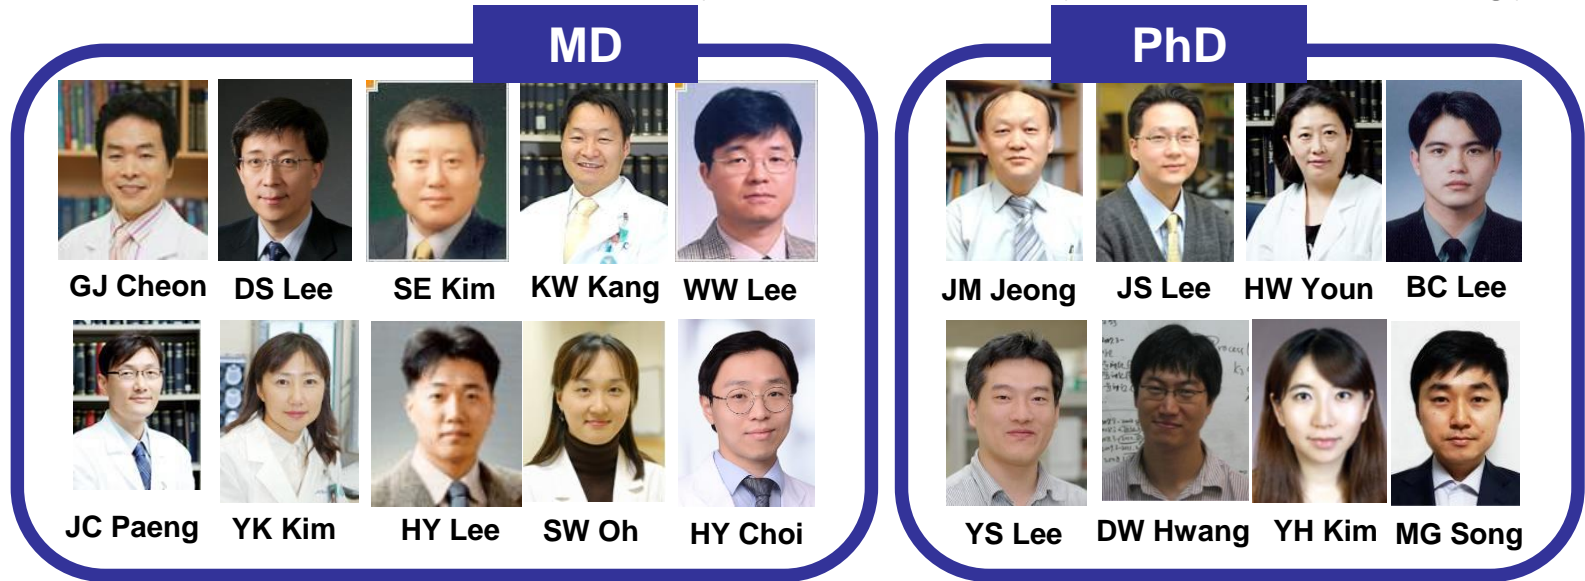 MD
PhD
GJ Cheon DS Lee SE Kim KW Kang WW Lee
JC Paeng YK Kim HY Lee SW Oh HY Choi
JM Jeong JS Lee HW Youn BC Lee
YS Lee DW Hwang YH Kim MG Song